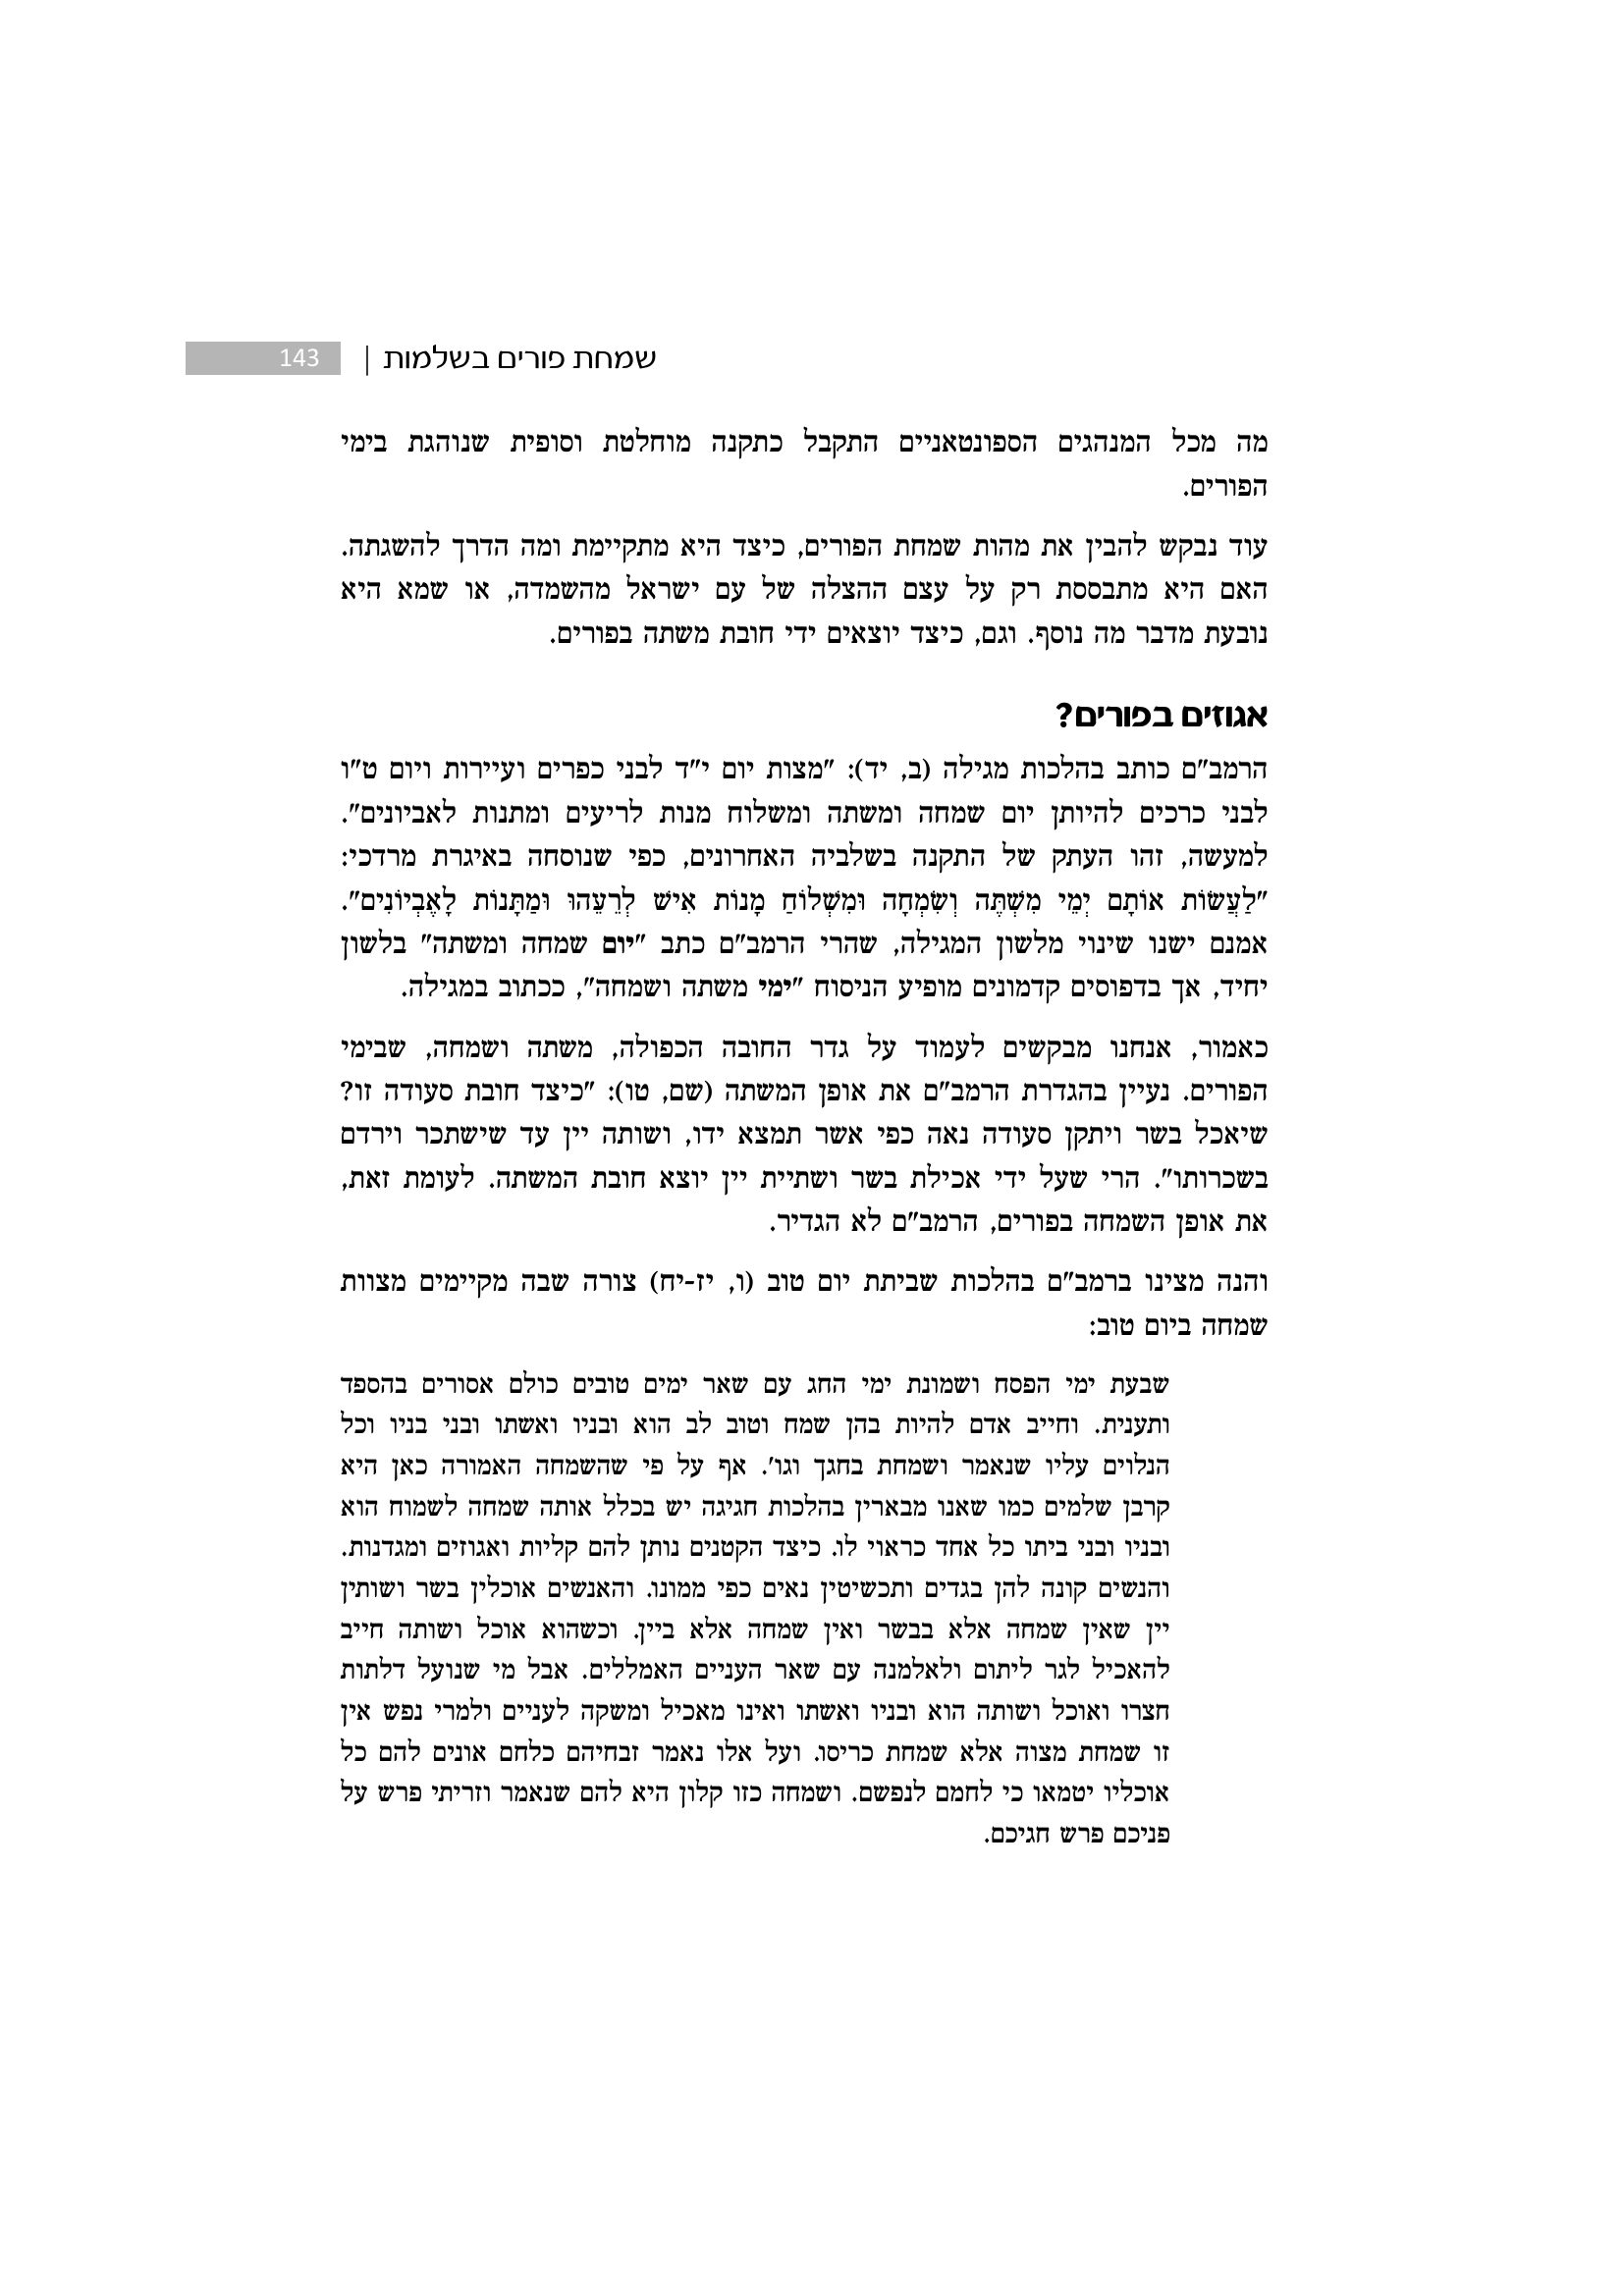 שמחת פורים בשלמות | 143
מה מכל המנהגים הספונטאניים התקבל כתקנה מוחלטת וסופית שנוהגת בימי
הפורים.
עוד נבקש להבין את מהות שמחת הפורים, כיצד היא מתקיימת ומה הדרך להשגתה.
האם היא מתבססת רק על עצם ההצלה של עם ישראל מהשמדה, או שמא היא
נובעת מדבר מה נוסף. וגם, כיצד יוצאים ידי חובת משתה בפורים.
אגוזים בפורים?
הרמב"ם כותב בהלכות מגילה (ב, יד): "מצות יום י"ד לבני כפרים ועיירות ויום ט"ו
לבני כרכים להיותן יום שמחה ומשתה ומשלוח מנות לריעים ומתנות לאביונים".
למעשה, זהו העתק של התקנה בשלביה האחרונים, כפי שנוסחה באיגרת מרדכי:
"לַעֲשׂוֹת אוֹתָם יְמֵי מִשְׁתֶּה וְשִׂמְחָה וּמִשְׁלוֹחַ מָנוֹת אִישׁ לְרֵעֵהוּ וּמַתָּנוֹת לָאֶבְיוֹנִים".
אמנם ישנו שינוי מלשון המגילה, שהרי הרמב"ם כתב "יום שמחה ומשתה" בלשון
יחיד, אך בדפוסים קדמונים מופיע הניסוח "ימי משתה ושמחה", ככתוב במגילה.
כאמור, אנחנו מבקשים לעמוד על גדר החובה הכפולה, משתה ושמחה, שבימי
הפורים. נעיין בהגדרת הרמב"ם את אופן המשתה (שם, טו): "כיצד חובת סעודה זו?
שיאכל בשר ויתקן סעודה נאה כפי אשר תמצא ידו, ושותה יין עד שישתכר וירדם
בשכרותו". הרי שעל ידי אכילת בשר ושתיית יין יוצא חובת המשתה. לעומת זאת,
את אופן השמחה בפורים, הרמב"ם לא הגדיר.
והנה מצינו ברמב"ם בהלכות שביתת יום טוב (ו, יז-יח) צורה שבה מקיימים מצוות
שמחה ביום טוב:
שבעת ימי הפסח ושמונת ימי החג עם שאר ימים טובים כולם אסורים בהספד
ותענית. וחייב אדם להיות בהן שמח וטוב לב הוא ובניו ואשתו ובני בניו וכל
הנלוים עליו שנאמר ושמחת בחגך וגו'. אף על פי שהשמחה האמורה כאן היא
קרבן שלמים כמו שאנו מבארין בהלכות חגיגה יש בכלל אותה שמחה לשמוח הוא
ובניו ובני ביתו כל אחד כראוי לו. כיצד הקטנים נותן להם קליות ואגוזים ומגדנות.
והנשים קונה להן בגדים ותכשיטין נאים כפי ממונו. והאנשים אוכלין בשר ושותין
יין שאין שמחה אלא בבשר ואין שמחה אלא ביין. וכשהוא אוכל ושותה חייב
להאכיל לגר ליתום ולאלמנה עם שאר העניים האמללים. אבל מי שנועל דלתות
חצרו ואוכל ושותה הוא ובניו ואשתו ואינו מאכיל ומשקה לעניים ולמרי נפש אין
זו שמחת מצוה אלא שמחת כריסו. ועל אלו נאמר זבחיהם כלחם אונים להם כל
אוכליו יטמאו כי לחמם לנפשם. ושמחה כזו קלון היא להם שנאמר וזריתי פרש על
פניכם פרש חגיכם.